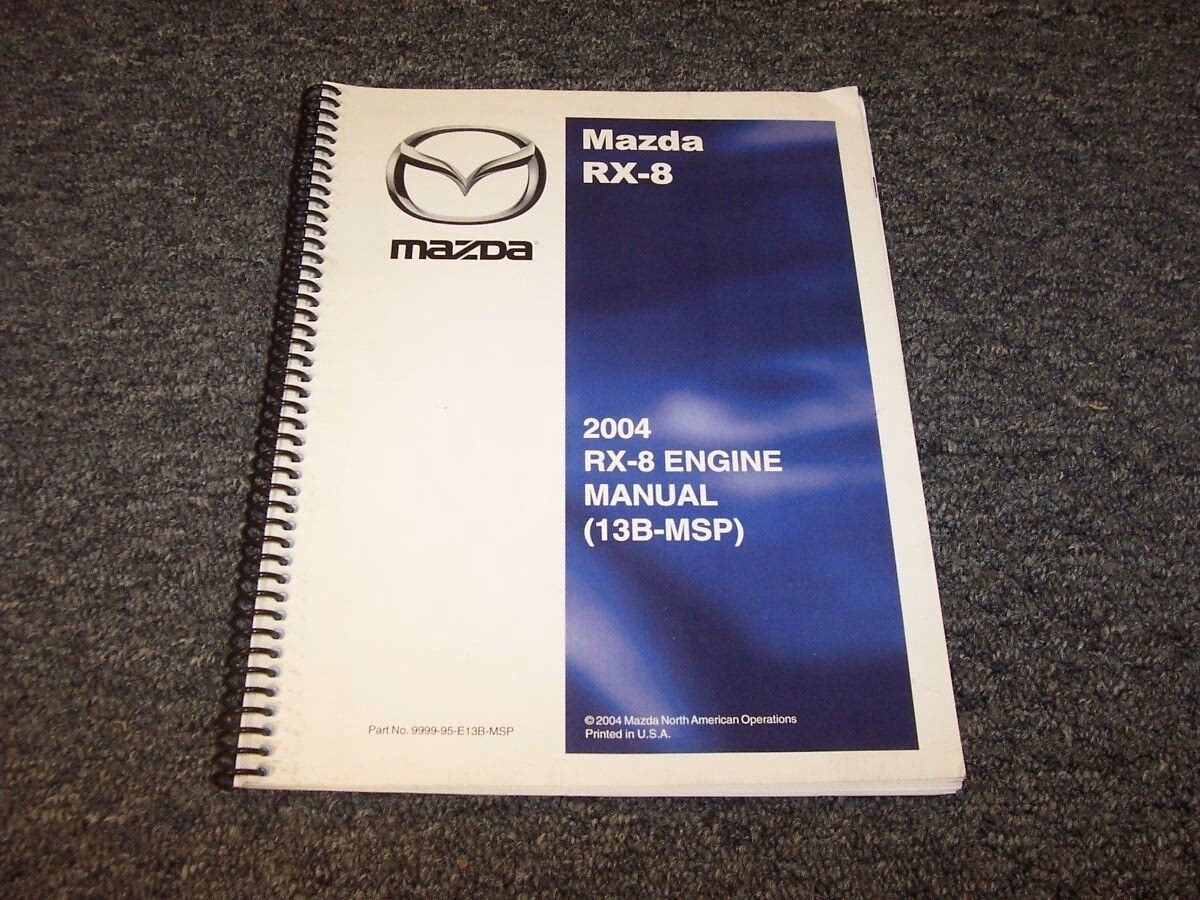 mazda
Part No. 9999-95-E13B-MSP
Mazda
RX-8
2004
RX-8 ENGINE
MANUAL
(13B-MSP)
© 2004 Mazda North American Operations
Printed in U.S.A.